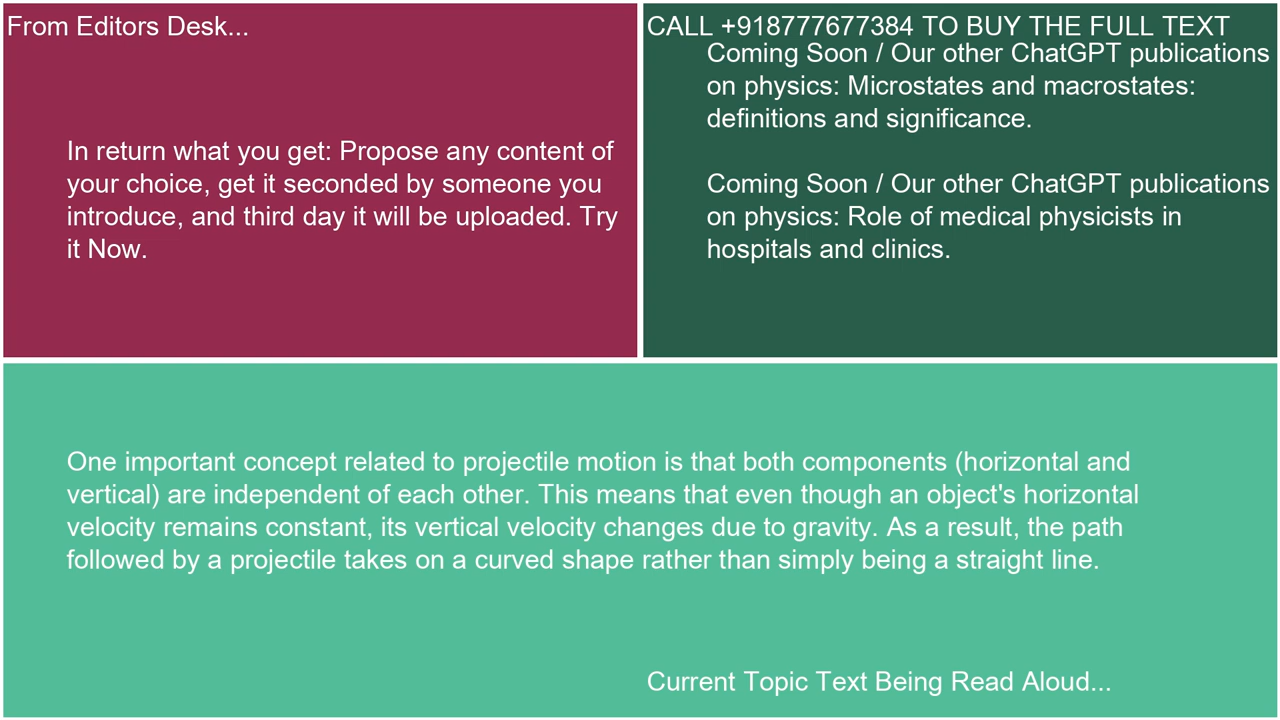 From Editors Desk...
In return what you get: Propose any content of
your choice, get it seconded by someone you
introduce, and third day it will be uploaded. Try
it Now.
CALL +918777677384 TO BUY THE FULL TEXT
Coming Soon / Our other ChatGPT publications
on physics: Microstates and macrostates:
definitions and significance.
Coming Soon / Our other ChatGPT publications
on physics: Role of medical physicists in
hospitals and clinics.
One important concept related to projectile motion is that both components (horizontal and
vertical) are independent of each other. This means that even though an object's horizontal
velocity remains constant, its vertical velocity changes due to gravity. As a result, the path
followed by a projectile takes on a curved shape rather than simply being a straight line.
Current Topic Text Being Read Aloud...